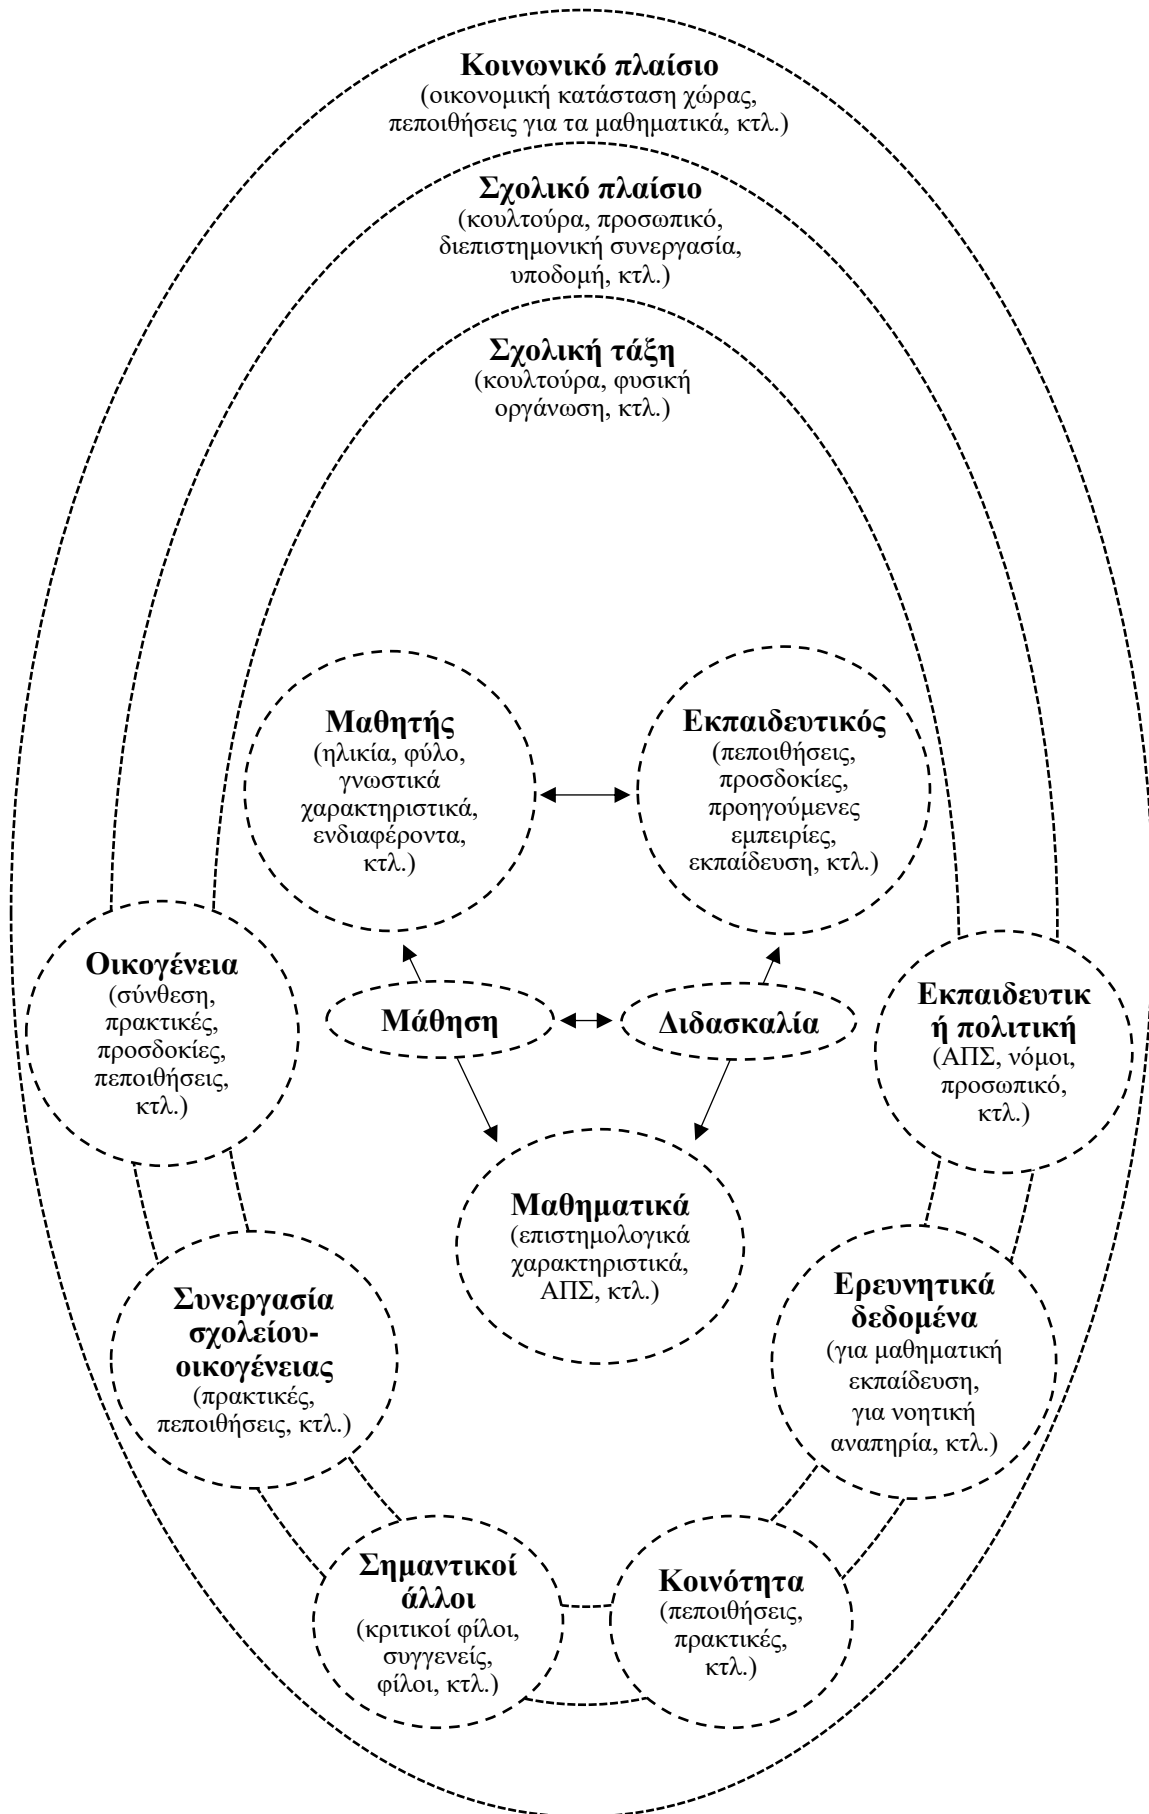 Κοινωνικό πλαίσιο
(οικονομική κατάσταση χώρας,
πεποιθήσεις για τα μαθηματικά, κτλ.)
Σχολικό πλαίσιο
(κουλτούρα, προσωπικό,
διεπιστημονική συνεργασία,
υποδομή, κτλ.)
Σχολική τάξη
(κουλτούρα, φυσική
οργάνωση, κτλ.)
Μαθητής
(ηλικία, φύλο,
γνωστικά
χαρακτηριστικά,
ενδιαφέροντα,
κτλ.)
Εκπαιδευτικός
(πεποιθήσεις,
προσδοκίες,
προηγούμενες
εμπειρίες,
εκπαίδευση, κτλ.)
Οικογένεια
(σύνθεση,
πρακτικές,
προσδοκίες,
πεποιθήσεις,
κτλ.)
Μάθηση
Διδασκαλία
Εκπαιδευτικ
ή πολιτική
(ΑΠΣ, νόμοι,
προσωπικό,
κτλ.)
Μαθηματικά
(επιστημολογικά
χαρακτηριστικά,
ΑΠΣ, κτλ.)
Συνεργασία
σχολείου-
οικογένειας
(πρακτικές,
πεποιθήσεις, κτλ.)
Ερευνητικά
δεδομένα
(για μαθηματική
εκπαίδευση,
για νοητική
αναπηρία, κτλ.)
Σημαντικοί
άλλοι
(κριτικοί φίλοι,
συγγενείς,
φίλοι, κτλ.)
Κοινότητα
(πεποιθήσεις,
πρακτικές,
κτλ.)